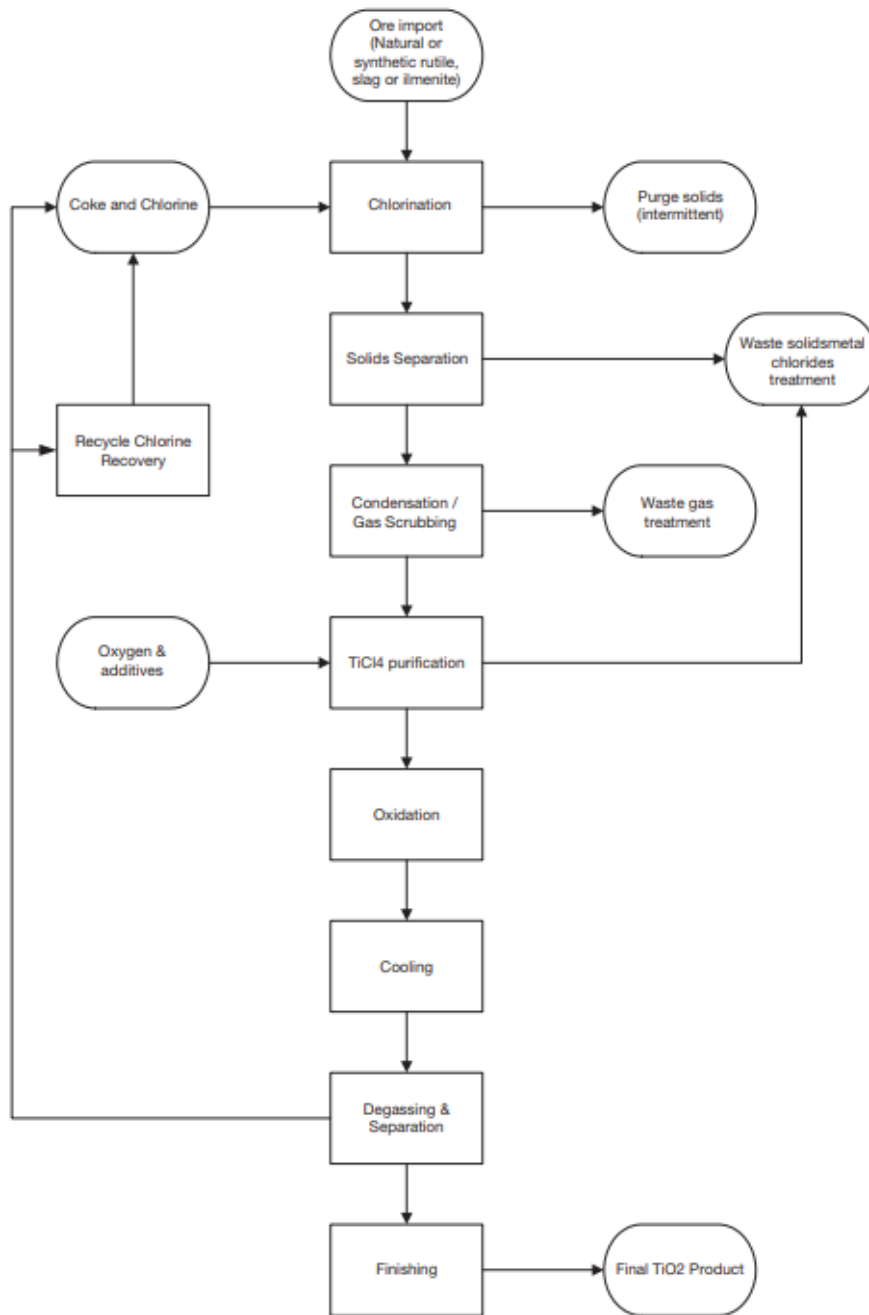 Ore import
(Natural or
synthetic rutile,
slag or ilmenite)
Coke and Chlorine
Chlorination
Purge solids
(intermittent)
Solids Separation
Waste solidsmetal
chlorides
treatment
Recycle Chlorine
Recovery
Condensation /
Gas Scrubbing
Waste gas
treatment
Oxygen &
additives
TiCl4 purification
Oxidation
Cooling
Degassing &
Separation
Finishing
Final TiO2 Product